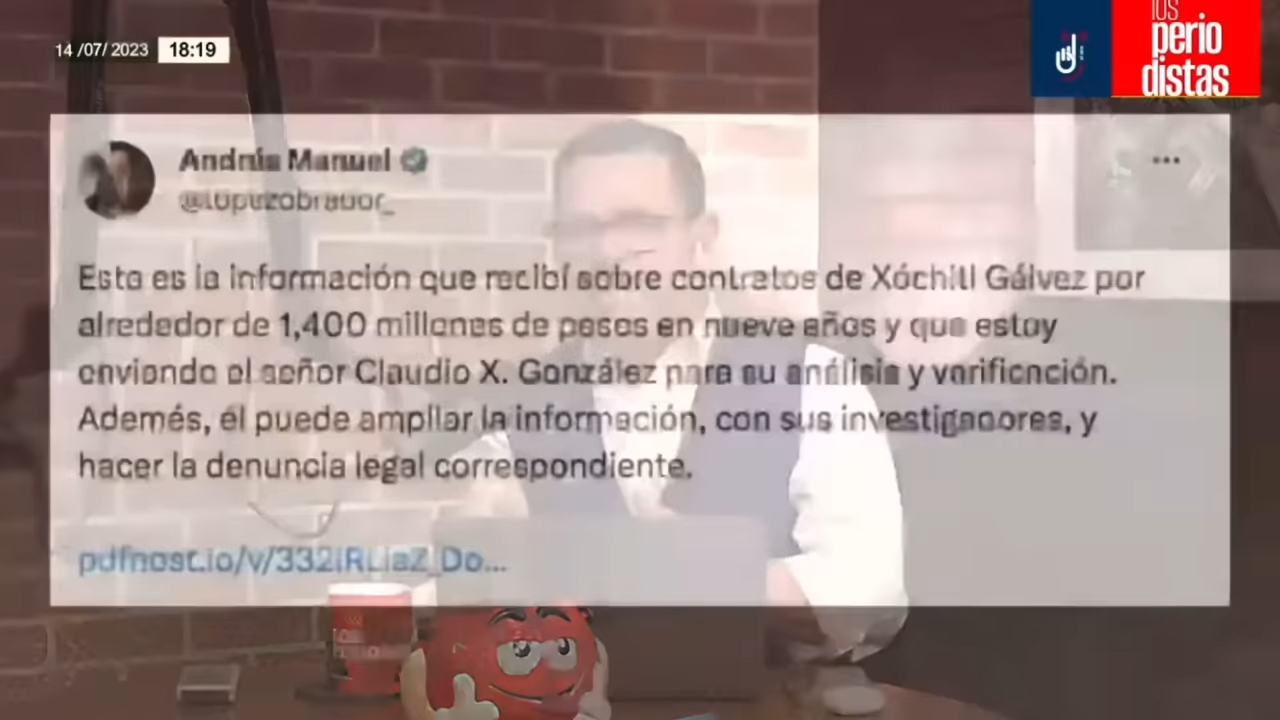 14/07/2023 18:19
los
perio
distas
Andrés Manuel
@lopezobrador_
Esta es la información que recibí sobre contratos de Xóchitl Gálvez por
alrededor de 1,400 millones de pesos en nueve años y que estoy
enviando al señor Claudio X. González para su análisis y verificación.
Además, él puede ampliar la información, con sus investigadores, y
hacer la denuncia legal correspondiente.
LOS